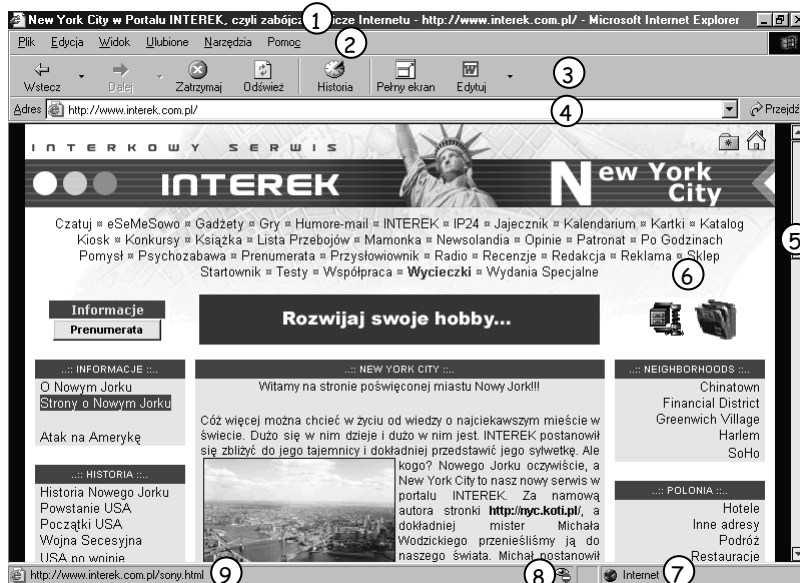 New York City w Portalu INTEREK, czyli zabójcz icze Internetu - http://www.interek.com.pl/ - Microsoft Internet Explorer
1
Plik Edycja Widok Ulubione Narzędzia Pomoc
2
Wstecz Dalej Zatrzymaj Odśwież Historia Pełny ekran Edytuj
3
Adres http://www.interek.com.pl/ Przejdź
4
INTERKOWY SERWIS
INTEREK
New York City
Czatuj ¤ eSeMeSowo ¤ Gadżety ¤ Gry ¤ Humore-mail ¤ INTEREK ¤ IP24 ¤ Jajecznik ¤ Kalendarium ¤ Kartki ¤ Katalog
Kiosk ¤ Konkursy ¤ Książka ¤ Lista Przebojów ¤ Mamonka ¤ Newsolandia ¤ Opinie ¤ Patronat ¤ Po Godzinach
5
Pomysł ¤ Psychozabawa ¤ Prenumerata ¤ Przysłowiownik ¤ Radio ¤ Recenzje ¤ Redakcja ¤ Reklama ¤ Sklep
Startownik ¤ Testy ¤ Współpraca ¤ Wycieczki ¤ Wydania Specjalne
6
Informacje
Prenumerata
Rozwijaj swoje hobby...
..:: INFORMACJE ::..
O Nowym Jorku
Strony o Nowym Jorku
Atak na Amerykę
..:: HISTORIA ::..
Historia Nowego Jorku
Powstanie USA
Początki USA
Wojna Secesyjna
USA po wojnie
..:: NEW YORK CITY ::..
Witamy na stronie poświęconej miastu Nowy Jork!!!
Cóż więcej można chcieć w życiu od wiedzy o najciekawszym mieście w
świecie. Dużo się w nim dzieje i dużo w nim jest. INTEREK postanowił
się zbliżyć do jego tajemnicy i dokładniej przedstawić jego sylwetkę. Ale
kogo? Nowego Jorku oczywiście, a
New York City to nasz nowy serwis w
portalu INTEREK. Za namową
autora stronki http://nyc.koti.pl/, a
dokładniej mister Michała
Wodzickiego przenieśliśmy ją do
naszego świata. Michał postanowił
..:: NEIGHBORHOODS ::..
Chinatown
Financial District
Greenwich Village
Harlem
SoHo
..:: POLONIA ::..
Hotele
Inne adresy
Podróż
Restauracje
http://www.interek.com.pl/sony.html
9
8
Internet
7